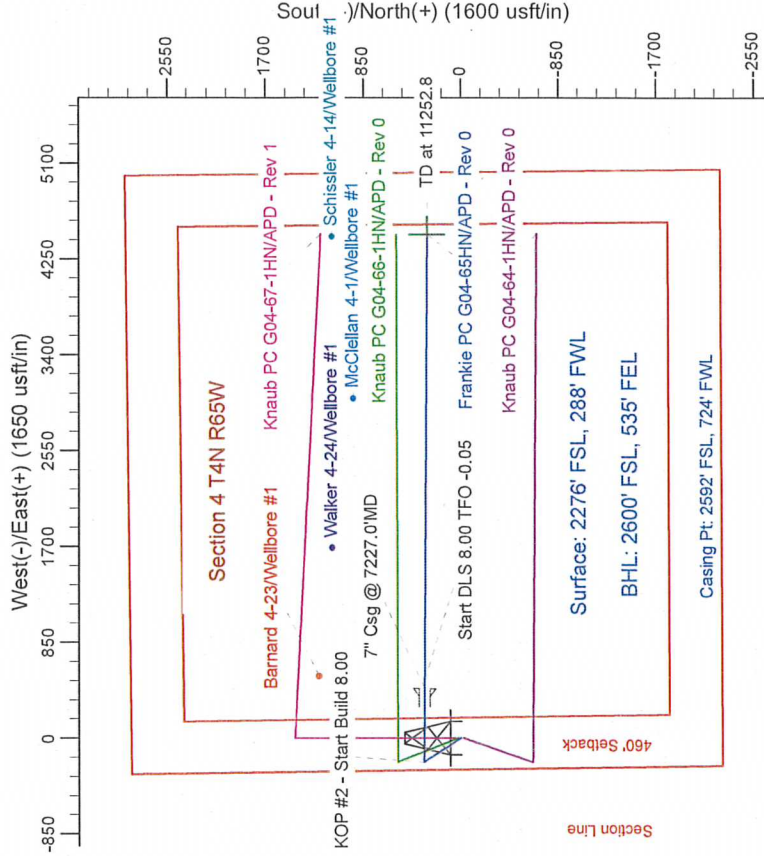 West(-)/East(+) (1650 usft/in)
-850
0
850
1700
2550
3400
4250
5100
)/North(+) (1600 usft/in)
2550
1700
850
0
-850
-1700
-2550
Section 4 T4N R65W
Barnard 4-23/Wellbore #1
Knaub PC G04-67-1HN/APD - Rev 1
Schissler 4-14/Wellbore #1
Walker 4-24/Wellbore #1
McClellan 4-1/Wellbore #1
KOP #2 - Start Build 8.00
7" Csg @ 7227.0'MD
Knaub PC G04-66-1HN/APD - Rev 0
TD at 11252.8
Start DLS 8.00 TFO -0.05
Frankie PC G04-65HN/APD - Rev 0
Knaub PC G04-64-1HN/APD - Rev 0
Surface: 2276' FSL, 288' FWL
BHL: 2600' FSL, 535' FEL
Casing Pt: 2592' FSL, 724' FWL
460' Setback
Section Line